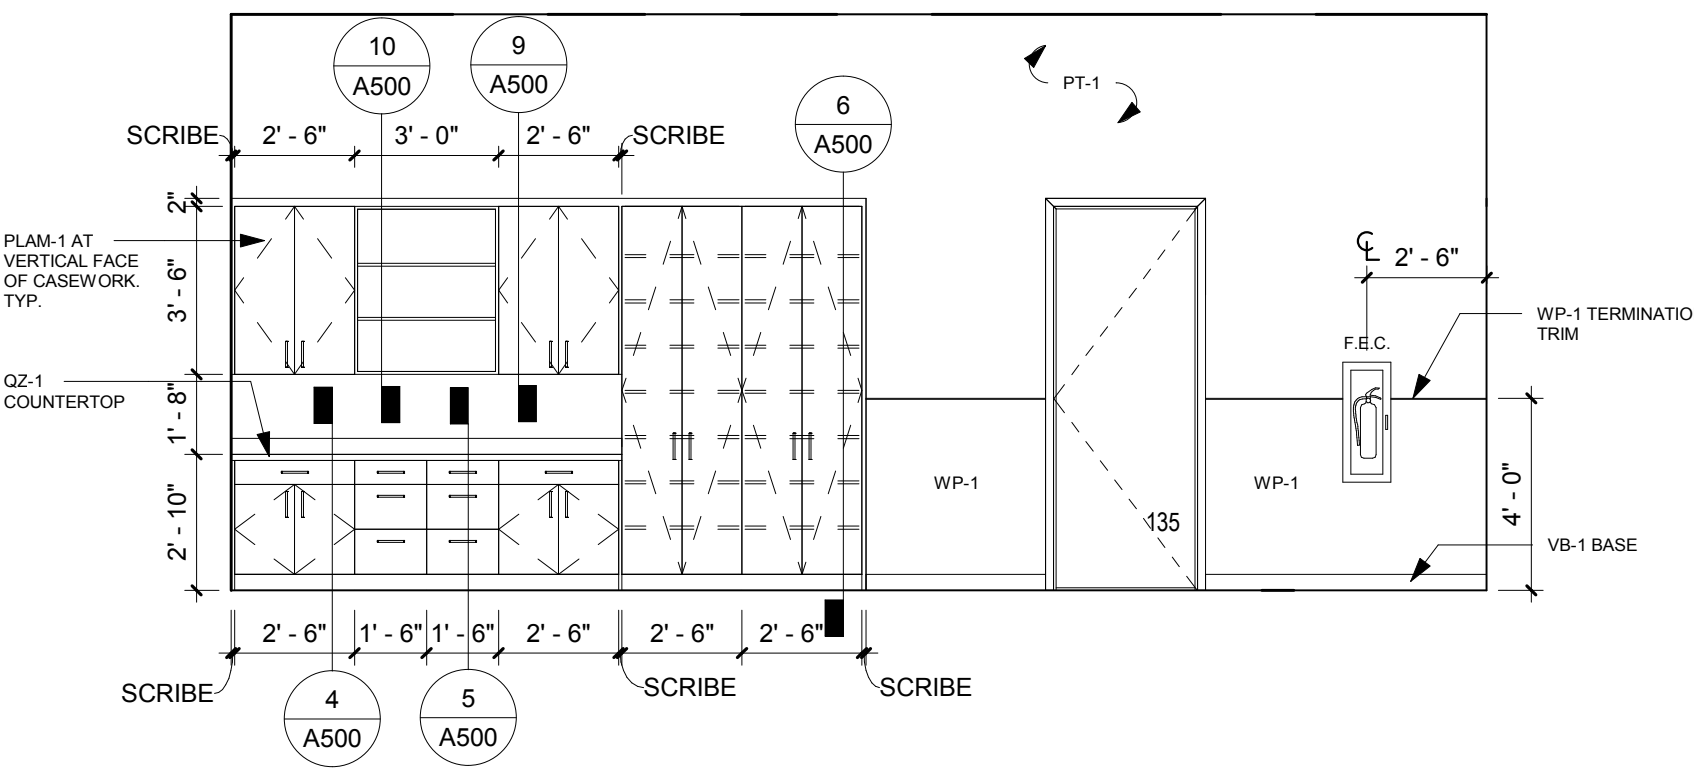 10
A500
9
A500
6
A500
PT-1
SCRIBE
2' - 6"
3' - 0"
2' - 6"
SCRIBE
2"
PLAM-1 AT
VERTICAL FACE
OF CASEWORK.
TYP.
3' - 6"
℄
2' - 6"
WP-1 TERMINATIO
TRIM
F.E.C.
QZ-1
COUNTERTOP
1' - 8"
2' - 10"
WP-1
WP-1
135
4' - 0"
VB-1 BASE
2' - 6"
1' - 6"
1' - 6"
2' - 6"
2' - 6"
2' - 6"
SCRIBE
SCRIBE
SCRIBE
4
A500
5
A500